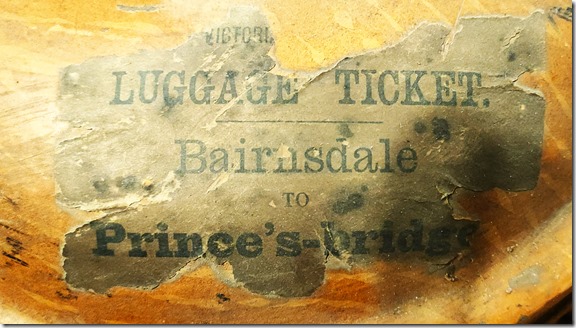 VICTORI
LUGGAGE TICKET.
Bairnsdale
TO
Prince's-bridge